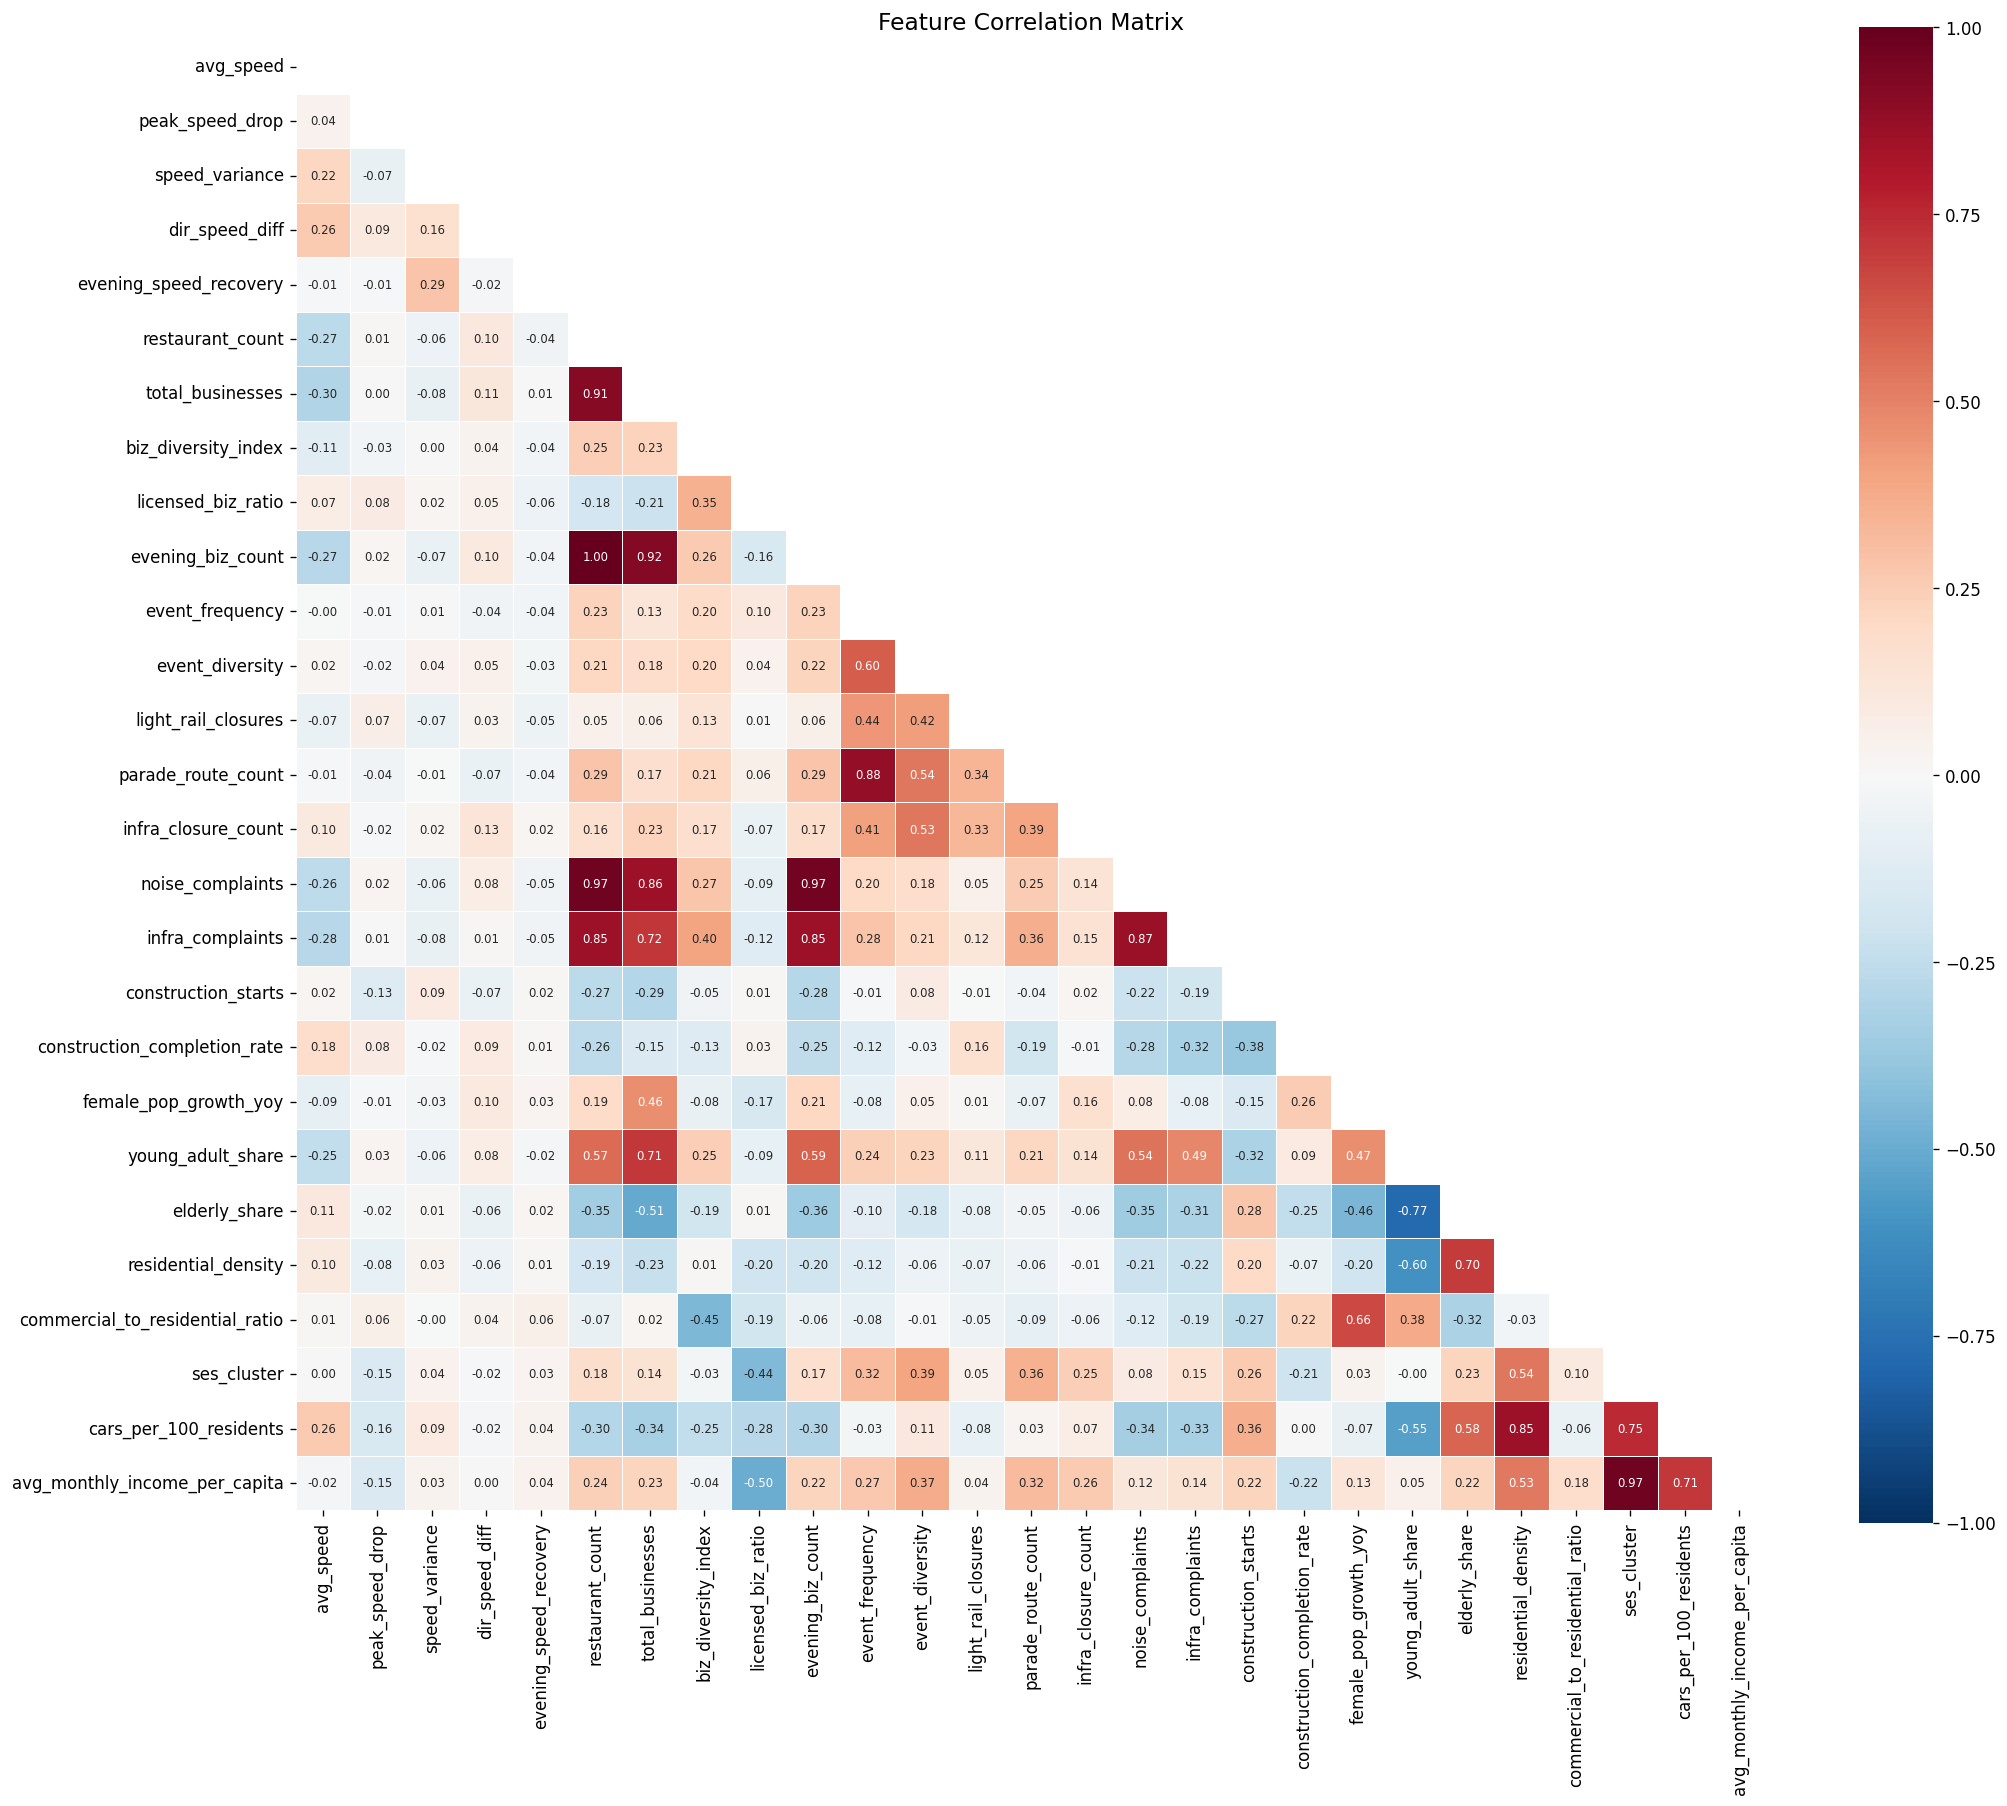 Feature Correlation Matrix
avg_speed
peak_speed_drop 0.04
speed_variance 0.22 -0.07
dir_speed_diff 0.26 0.09 0.16
evening_speed_recovery -0.01 -0.01 0.29 -0.02
restaurant_count -0.27 0.01 -0.06 0.10 -0.04
total_businesses -0.30 0.00 -0.08 0.11 0.01 0.91
biz_diversity_index -0.11 -0.03 0.00 0.04 -0.04 0.25 0.23
licensed_biz_ratio 0.07 0.08 0.02 0.05 -0.06 -0.18 -0.21 0.35
evening_biz_count -0.27 0.02 -0.07 0.10 -0.04 1.00 0.92 0.26 -0.16
event_frequency -0.00 -0.01 0.01 -0.04 -0.04 0.23 0.13 0.20 0.10 0.23
event_diversity 0.02 -0.02 0.04 0.05 -0.03 0.21 0.18 0.20 0.04 0.22 0.60
light_rail_closures -0.07 0.07 -0.07 0.03 -0.05 0.05 0.06 0.13 0.01 0.06 0.44 0.42
parade_route_count -0.01 -0.04 -0.01 -0.07 -0.04 0.29 0.17 0.21 0.06 0.29 0.88 0.54 0.34
infra_closure_count 0.10 -0.02 0.02 0.13 0.02 0.16 0.23 0.17 -0.07 0.17 0.41 0.53 0.33 0.39
noise_complaints -0.26 0.02 -0.06 0.08 -0.05 0.97 0.86 0.27 -0.09 0.97 0.20 0.18 0.05 0.25 0.14
infra_complaints -0.28 0.01 -0.08 0.01 -0.05 0.85 0.72 0.40 -0.12 0.85 0.28 0.21 0.12 0.36 0.15 0.87
construction_starts 0.02 -0.13 0.09 -0.07 0.02 -0.27 -0.29 -0.05 0.01 -0.28 -0.01 0.08 -0.01 -0.04 0.02 -0.22 -0.19
construction_completion_rate 0.18 0.08 -0.02 0.09 0.01 -0.26 -0.15 -0.13 0.03 -0.25 -0.12 -0.03 0.16 -0.19 -0.01 -0.28 -0.32 -0.38
female_pop_growth_yoy -0.09 -0.01 -0.03 0.10 0.03 0.19 0.46 -0.08 -0.17 0.21 -0.08 0.05 0.01 -0.07 0.16 0.08 -0.08 -0.15 0.26
young_adult_share -0.25 0.03 -0.06 0.08 -0.02 0.57 0.71 0.25 -0.09 0.59 0.24 0.23 0.11 0.21 0.14 0.54 0.49 -0.32 0.09 0.47
elderly_share 0.11 -0.02 0.01 -0.06 0.02 -0.35 -0.51 -0.19 0.01 -0.36 -0.10 -0.18 -0.08 -0.05 -0.06 -0.35 -0.31 0.28 -0.25 -0.46 -0.77
residential_density 0.10 -0.08 0.03 -0.06 0.01 -0.19 -0.23 0.01 -0.20 -0.20 -0.12 -0.06 -0.07 -0.06 -0.01 -0.21 -0.22 0.20 -0.07 -0.20 -0.60 0.70
commercial_to_residential_ratio 0.01 0.06 -0.00 0.04 0.06 -0.07 0.02 -0.45 -0.19 -0.06 -0.08 -0.01 -0.05 -0.09 -0.06 -0.12 -0.19 -0.27 0.22 0.66 0.38 -0.32 -0.03
ses_cluster 0.00 -0.15 0.04 -0.02 0.03 0.18 0.14 -0.03 -0.44 0.17 0.32 0.39 0.05 0.36 0.25 0.08 0.15 0.26 -0.21 0.03 -0.00 0.23 0.54 0.10
cars_per_100_residents 0.26 -0.16 0.09 -0.02 0.04 -0.30 -0.34 -0.25 -0.28 -0.30 -0.03 0.11 -0.08 0.03 0.07 -0.34 -0.33 0.36 0.00 -0.07 -0.55 0.58 0.85 -0.06 0.75
avg_monthly_income_per_capita -0.02 -0.15 0.03 0.00 0.04 0.24 0.23 -0.04 -0.50 0.22 0.27 0.37 0.04 0.32 0.26 0.12 0.14 0.22 -0.22 0.13 0.05 0.22 0.53 0.18 0.97 0.71
avg_speed
peak_speed_drop
speed_variance
dir_speed_diff
evening_speed_recovery
restaurant_count
total_businesses
biz_diversity_index
licensed_biz_ratio
evening_biz_count
event_frequency
event_diversity
light_rail_closures
parade_route_count
infra_closure_count
noise_complaints
infra_complaints
construction_starts
construction_completion_rate
female_pop_growth_yoy
young_adult_share
elderly_share
residential_density
commercial_to_residential_ratio
ses_cluster
cars_per_100_residents
avg_monthly_income_per_capita
1.00
0.75
0.50
0.25
0.00
−0.25
−0.50
−0.75
−1.00